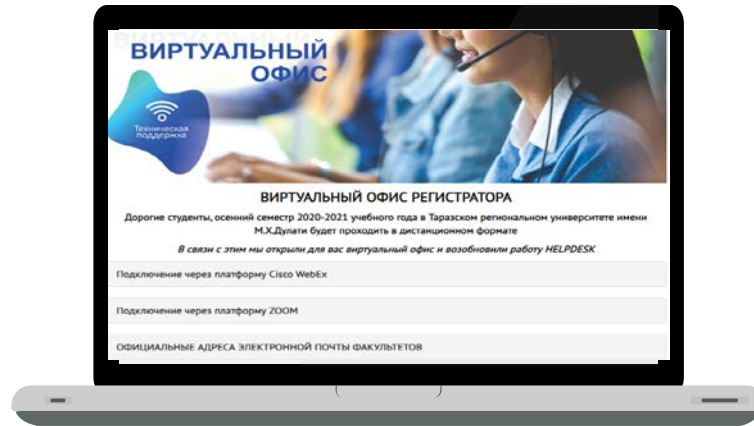 ВИРТУАЛЬНЫЙ
ОФИС
Техническая
поддержка
ВИРТУАЛЬНЫЙ ОФИС РЕГИСТРАТОРА
Дорогие студенты, осенний семестр 2020-2021 учебного года в Таразском региональном университете имени
М.Х.Дулати будет проходить в дистанционном формате
В связи с этим мы открыли для вас виртуальный офис и возобновили работу HELPDESK
Подключение через платформу Cisco WebEx
Подключение через платформу ZOOM
ОФИЦИАЛЬНЫЕ АДРЕСА ЭЛЕКТРОННОЙ ПОЧТЫ ФАКУЛЬТЕТОВ